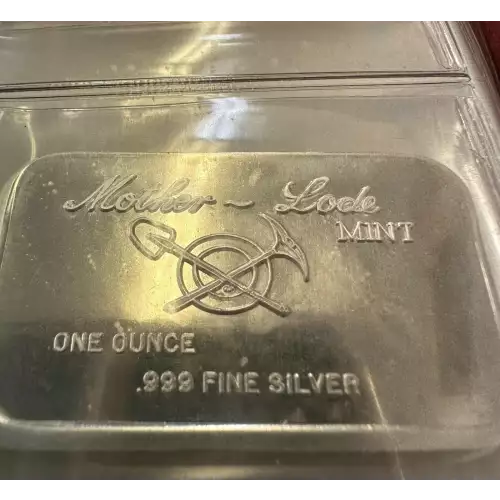 Mother ~ Lode
MINT
ONE OUNCE
.999 FINE SILVER